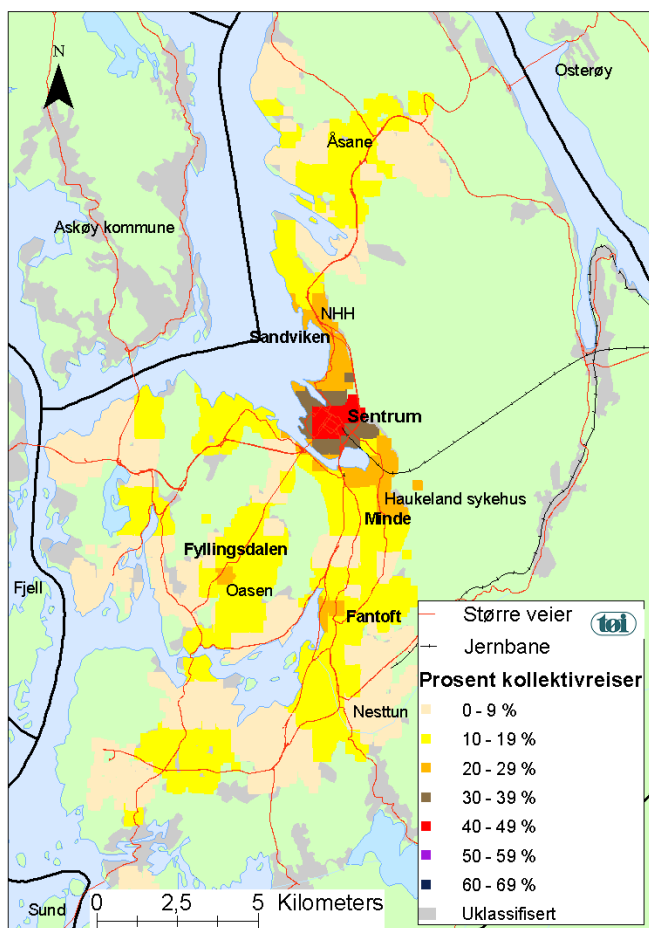 N
Osterøy
Åsane
Askøy kommune
NHH
Sandviken
Sentrum
Haukeland sykehus
Minde
Fyllingsdalen
Fjell
Oasen
Fantoft
Større veier
tøi
Jernbane
Prosent kollektivreiser
Nesttun
0 - 9 %
10 - 19 %
20 - 29 %
30 - 39 %
40 - 49 %
50 - 59 %
60 - 69 %
Uklassifisert
Sund
0 2,5 5 Kilometers